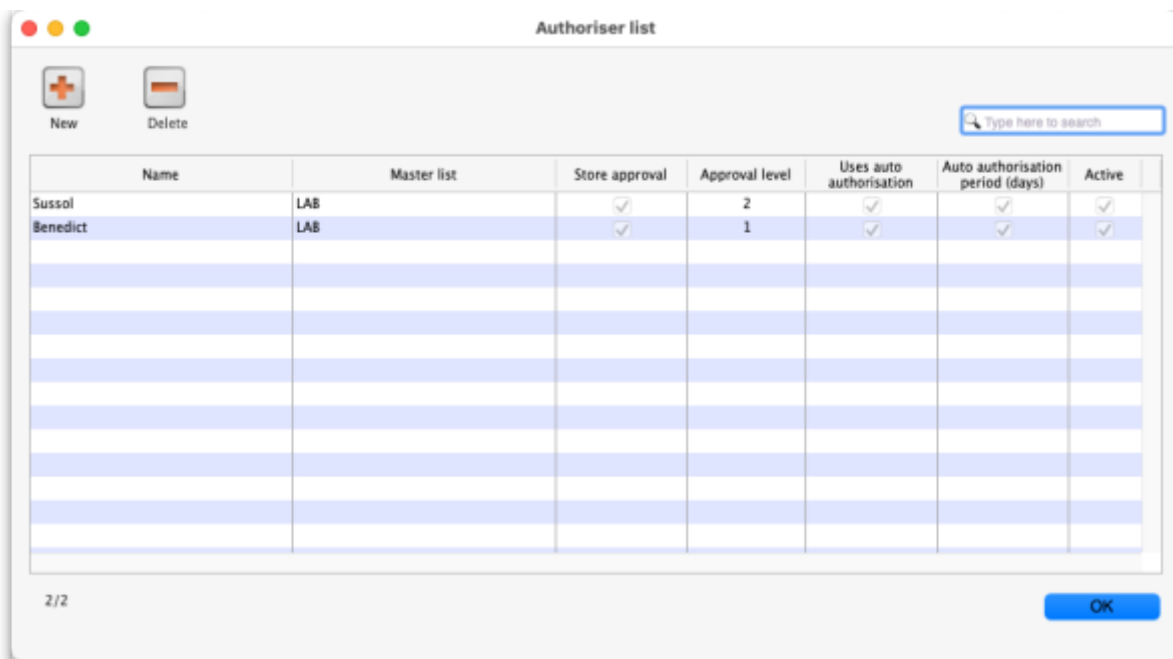 Authoriser list
New Delete
Type here to search
Name Master list Store approval Approval level Uses auto authorisation Auto authorisation period (days) Active
Sussol LAB 2
Benedict LAB 1
2/2
OK